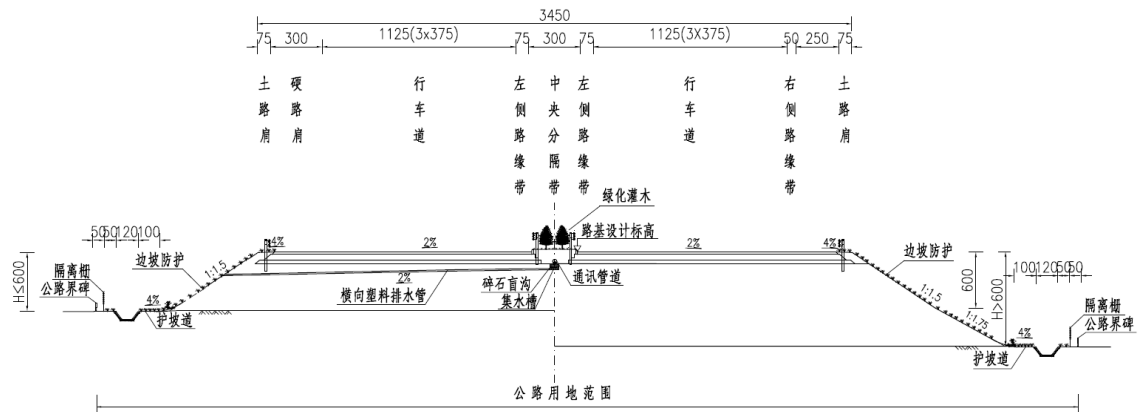 3450
75 300 1125(3x375) 75 300 75 1125(3X375) 50 250 75
土路肩
硬路肩
行车道
左侧路缘带
中央分隔带
左侧路缘带
行车道
右侧路缘带
土路肩
绿化灌木
路基设计标高
50 50 120 100
4% 2% 2% 4%
边坡防护
1:1.5
边坡防护
H≤600
隔离栅
公路界碑
2%
横向塑料排水管
碎石盲沟
集水槽
通讯管道
600
H>600
100 120 50 50
1:1.5
1:1.75
4%
护坡道
隔离栅
公路界碑
4%
护坡道
公路用地范围